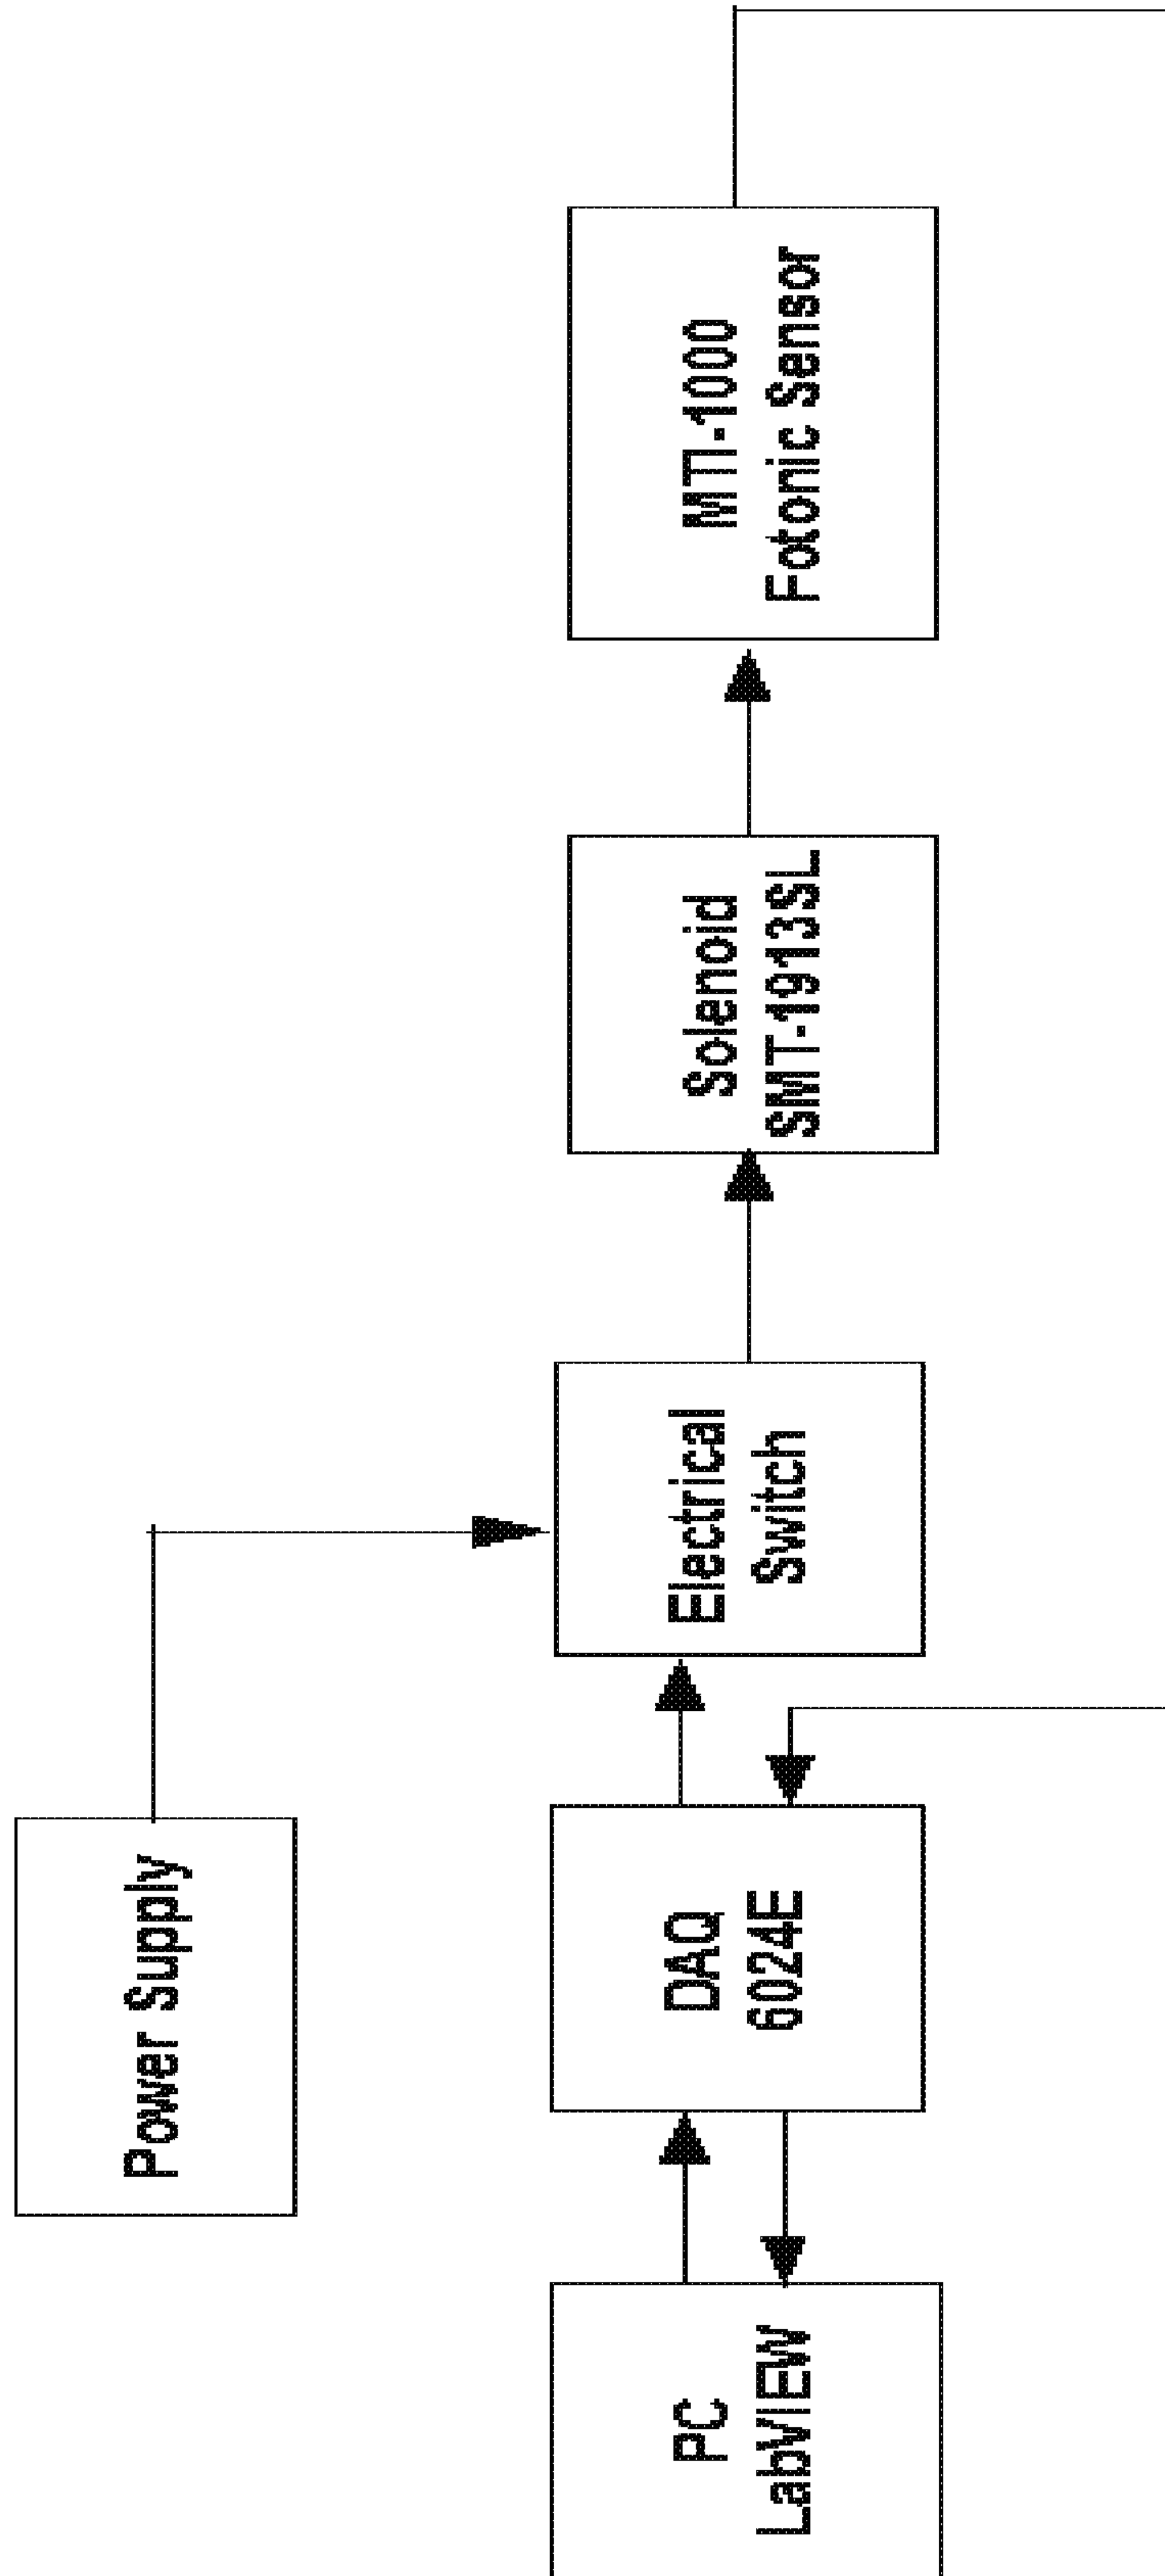 Power Supply
PC
LabVIEW
DAQ
6024E
Electrical
Switch
Solenoid
SMT-1913SL
MTI-1000
Fotonic Sensor